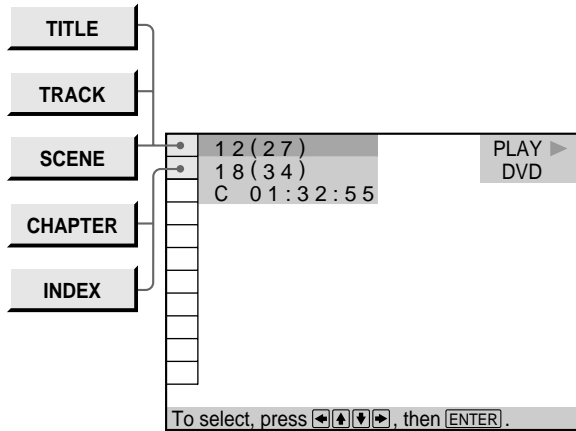 TITLE
TRACK
SCENE
CHAPTER
INDEX
12(27)
18(34)
C 01:32:55
PLAY ▶
DVD
To select, press ←↑↓→, then ENTER.